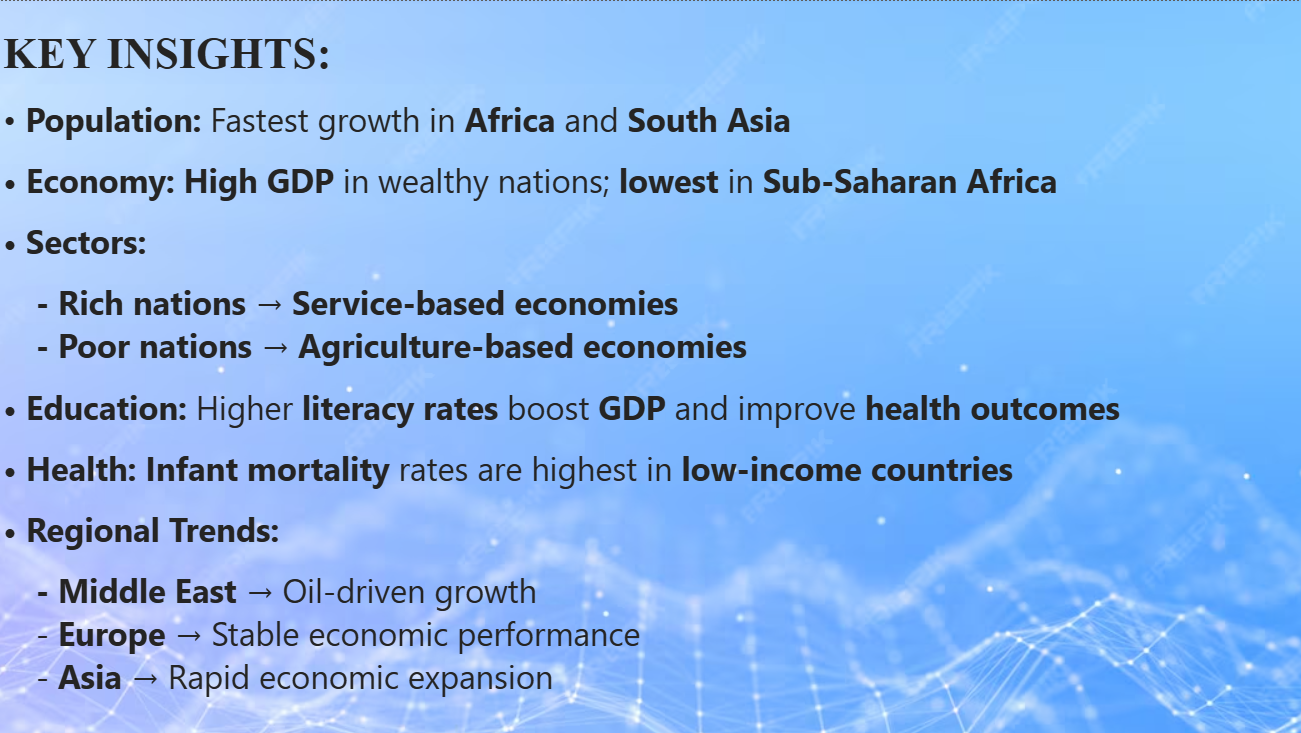 KEY INSIGHTS:
• Population: Fastest growth in Africa and South Asia
• Economy: High GDP in wealthy nations; lowest in Sub-Saharan Africa
• Sectors:
- Rich nations → Service-based economies
- Poor nations → Agriculture-based economies
• Education: Higher literacy rates boost GDP and improve health outcomes
• Health: Infant mortality rates are highest in low-income countries
• Regional Trends:
- Middle East → Oil-driven growth
- Europe → Stable economic performance
- Asia → Rapid economic expansion